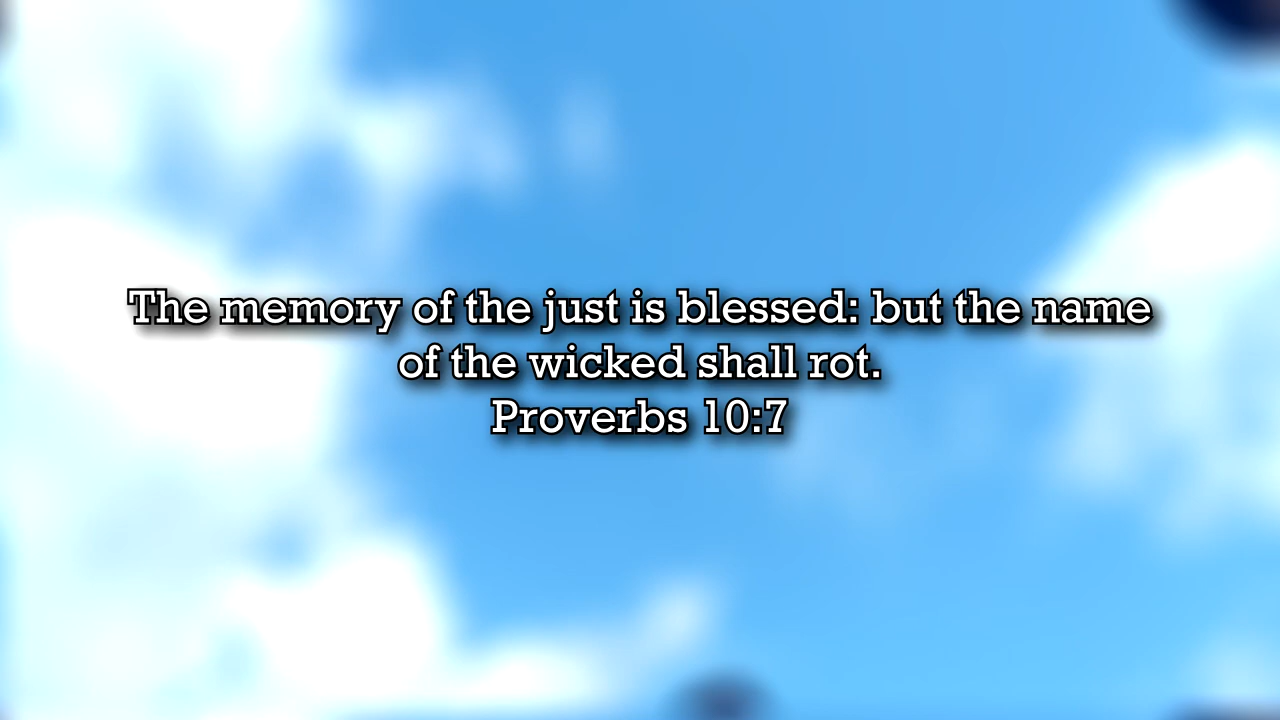 The memory of the just is blessed: but the name
of the wicked shall rot.
Proverbs 10:7